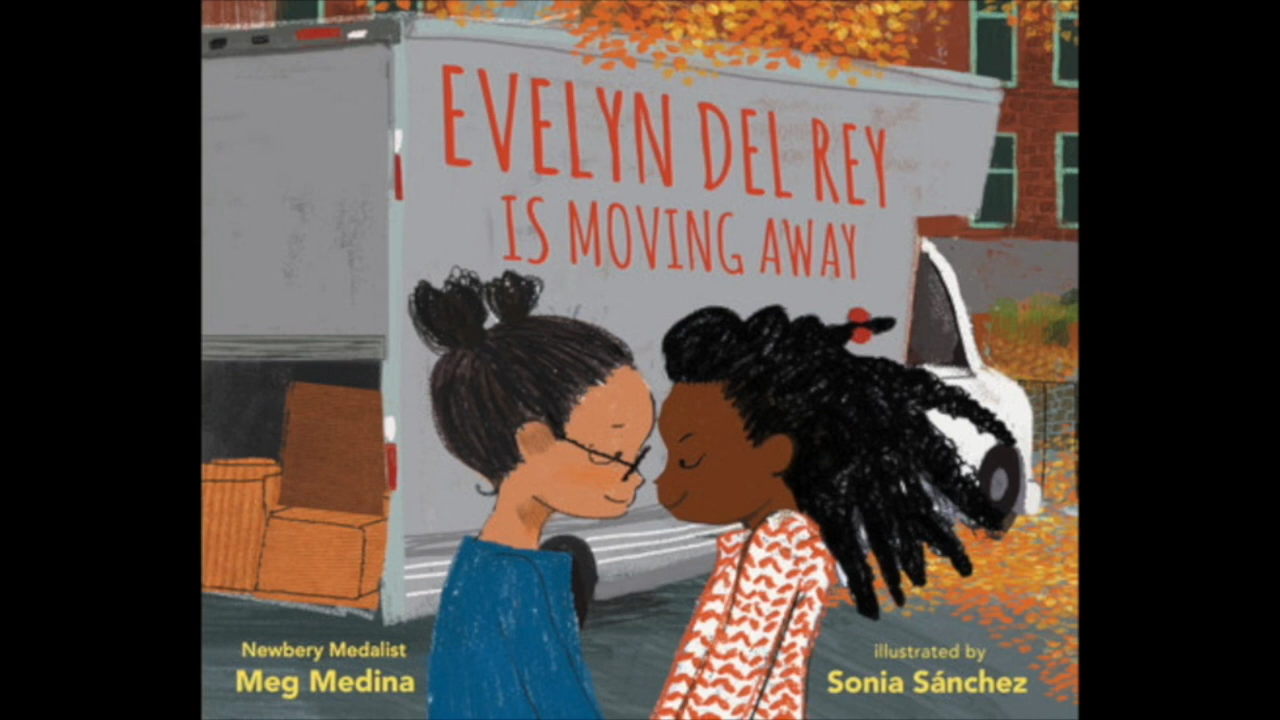 EVELYN DEL REY
IS MOVING AWAY
Newbery Medalist
Meg Medina
illustrated by
Sonia Sánchez